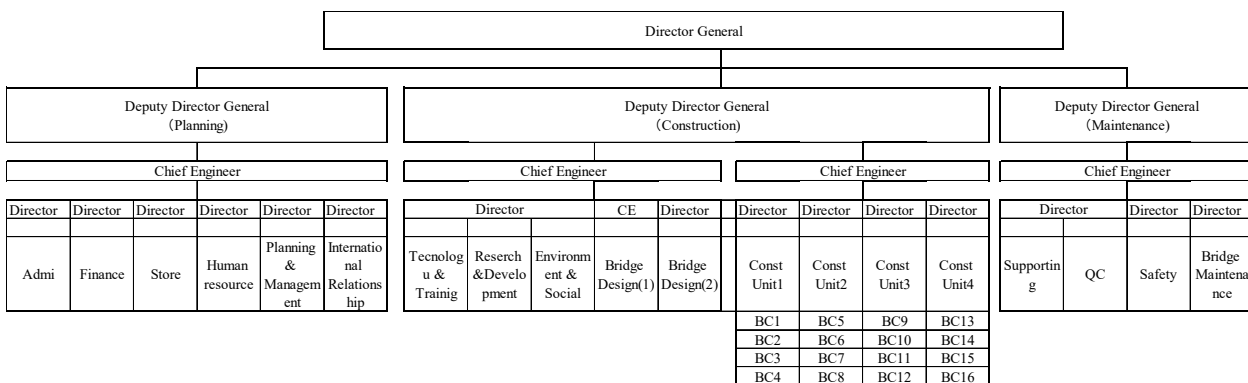 Director General
Deputy Director General
（Planning）
Deputy Director General
（Construction）
Deputy Director General
（Maintenance）
Chief Engineer
Chief Engineer
Chief Engineer
Chief Engineer
Director
Director
Director
Director
Director
Director
Director
CE
Director
Director
Director
Director
Director
Director
Director
Director
Admi
Finance
Store
Human
resource
Planning
&
Managem
ent
Internatio
nal
Relations
hip
Tecnolog
u &
Trainig
Reserch
&Develo
pment
Environm
ent &
Social
Bridge
Design(1)
Bridge
Design(2)
Const
Unit1
Const
Unit2
Const
Unit3
Const
Unit4
Supportin
g
QC
Safety
Bridge
Maintena
nce
BC1
BC5
BC9
BC13
BC2
BC6
BC10
BC14
BC3
BC7
BC11
BC15
BC4
BC8
BC12
BC16